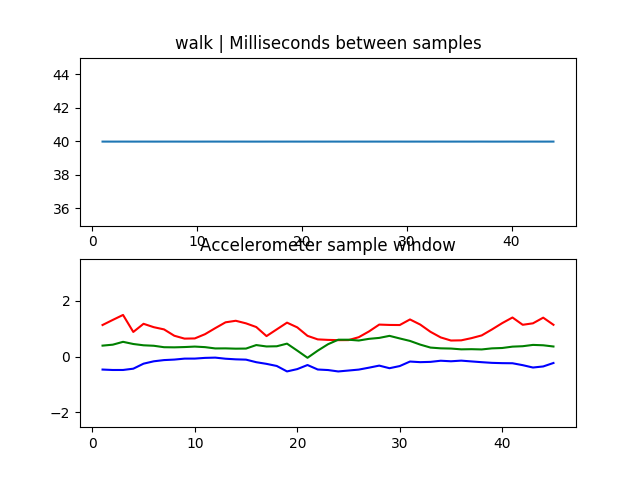 walk | Milliseconds between samples
44
42
40
38
36
0 10 20 30 40
Accelerometer sample window
2
0
−2
0 10 20 30 40